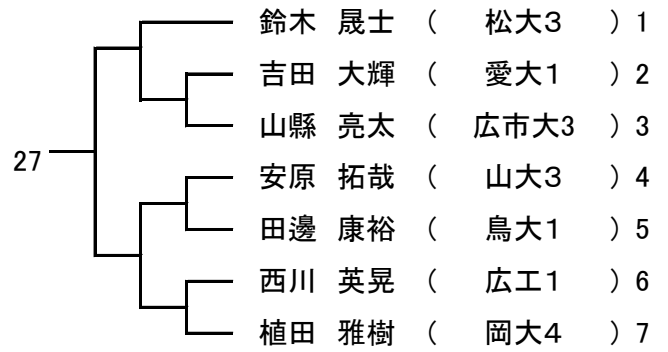 鈴木 晟士 ( 松大3 ) 1
吉田 大輝 ( 愛大1 ) 2
山縣 亮太 ( 広市大3 ) 3
27
安原 拓哉 ( 山大3 ) 4
田邊 康裕 ( 鳥大1 ) 5
西川 英晃 ( 広工1 ) 6
植田 雅樹 ( 岡大4 ) 7